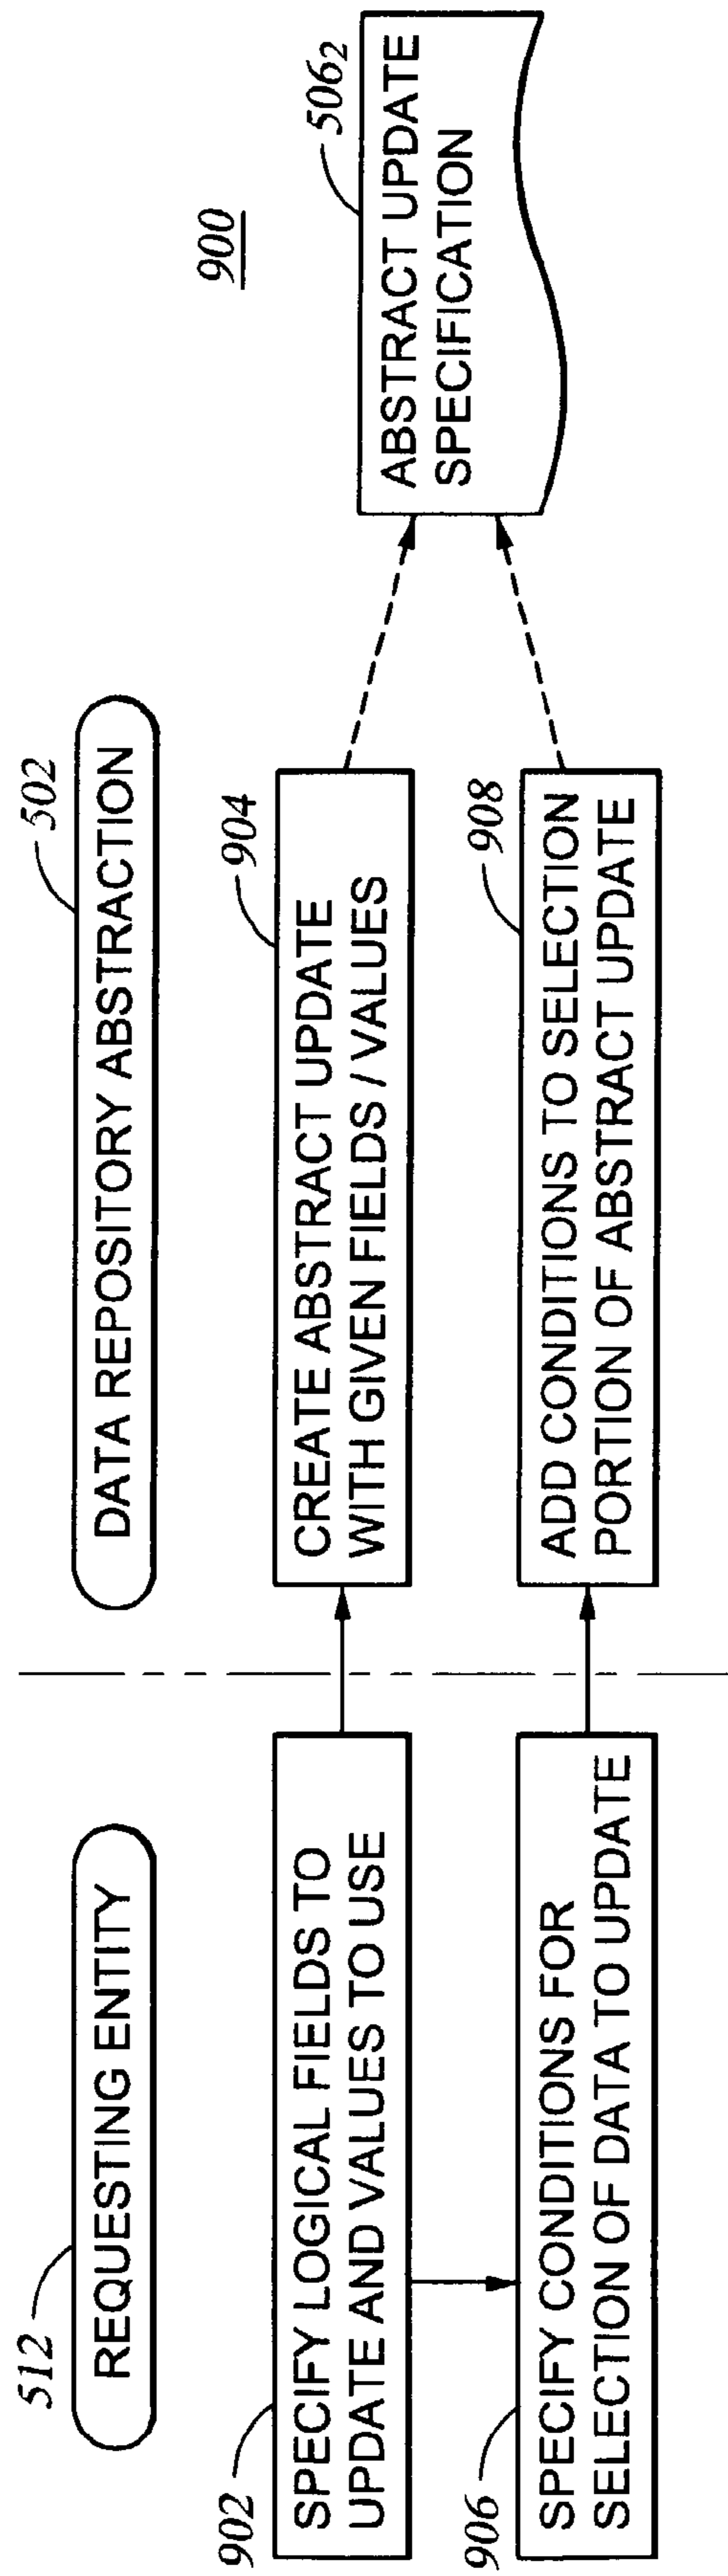 512
REQUESTING ENTITY
502
DATA REPOSITORY ABSTRACTION
900
902
SPECIFY LOGICAL FIELDS TO
UPDATE AND VALUES TO USE
904
CREATE ABSTRACT UPDATE
WITH GIVEN FIELDS / VALUES
506₂
ABSTRACT UPDATE
SPECIFICATION
906
SPECIFY CONDITIONS FOR
SELECTION OF DATA TO UPDATE
908
ADD CONDITIONS TO SELECTION
PORTION OF ABSTRACT UPDATE